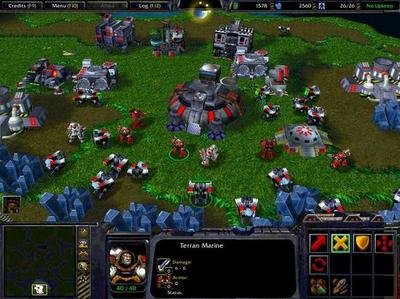 Credits (F9)
Menu (F10)
Log (F12)
1578
2560
26/26
No Upkeep
Terran Marine
Damage:
6 - 6
Armor:
0
Status:
40 / 40